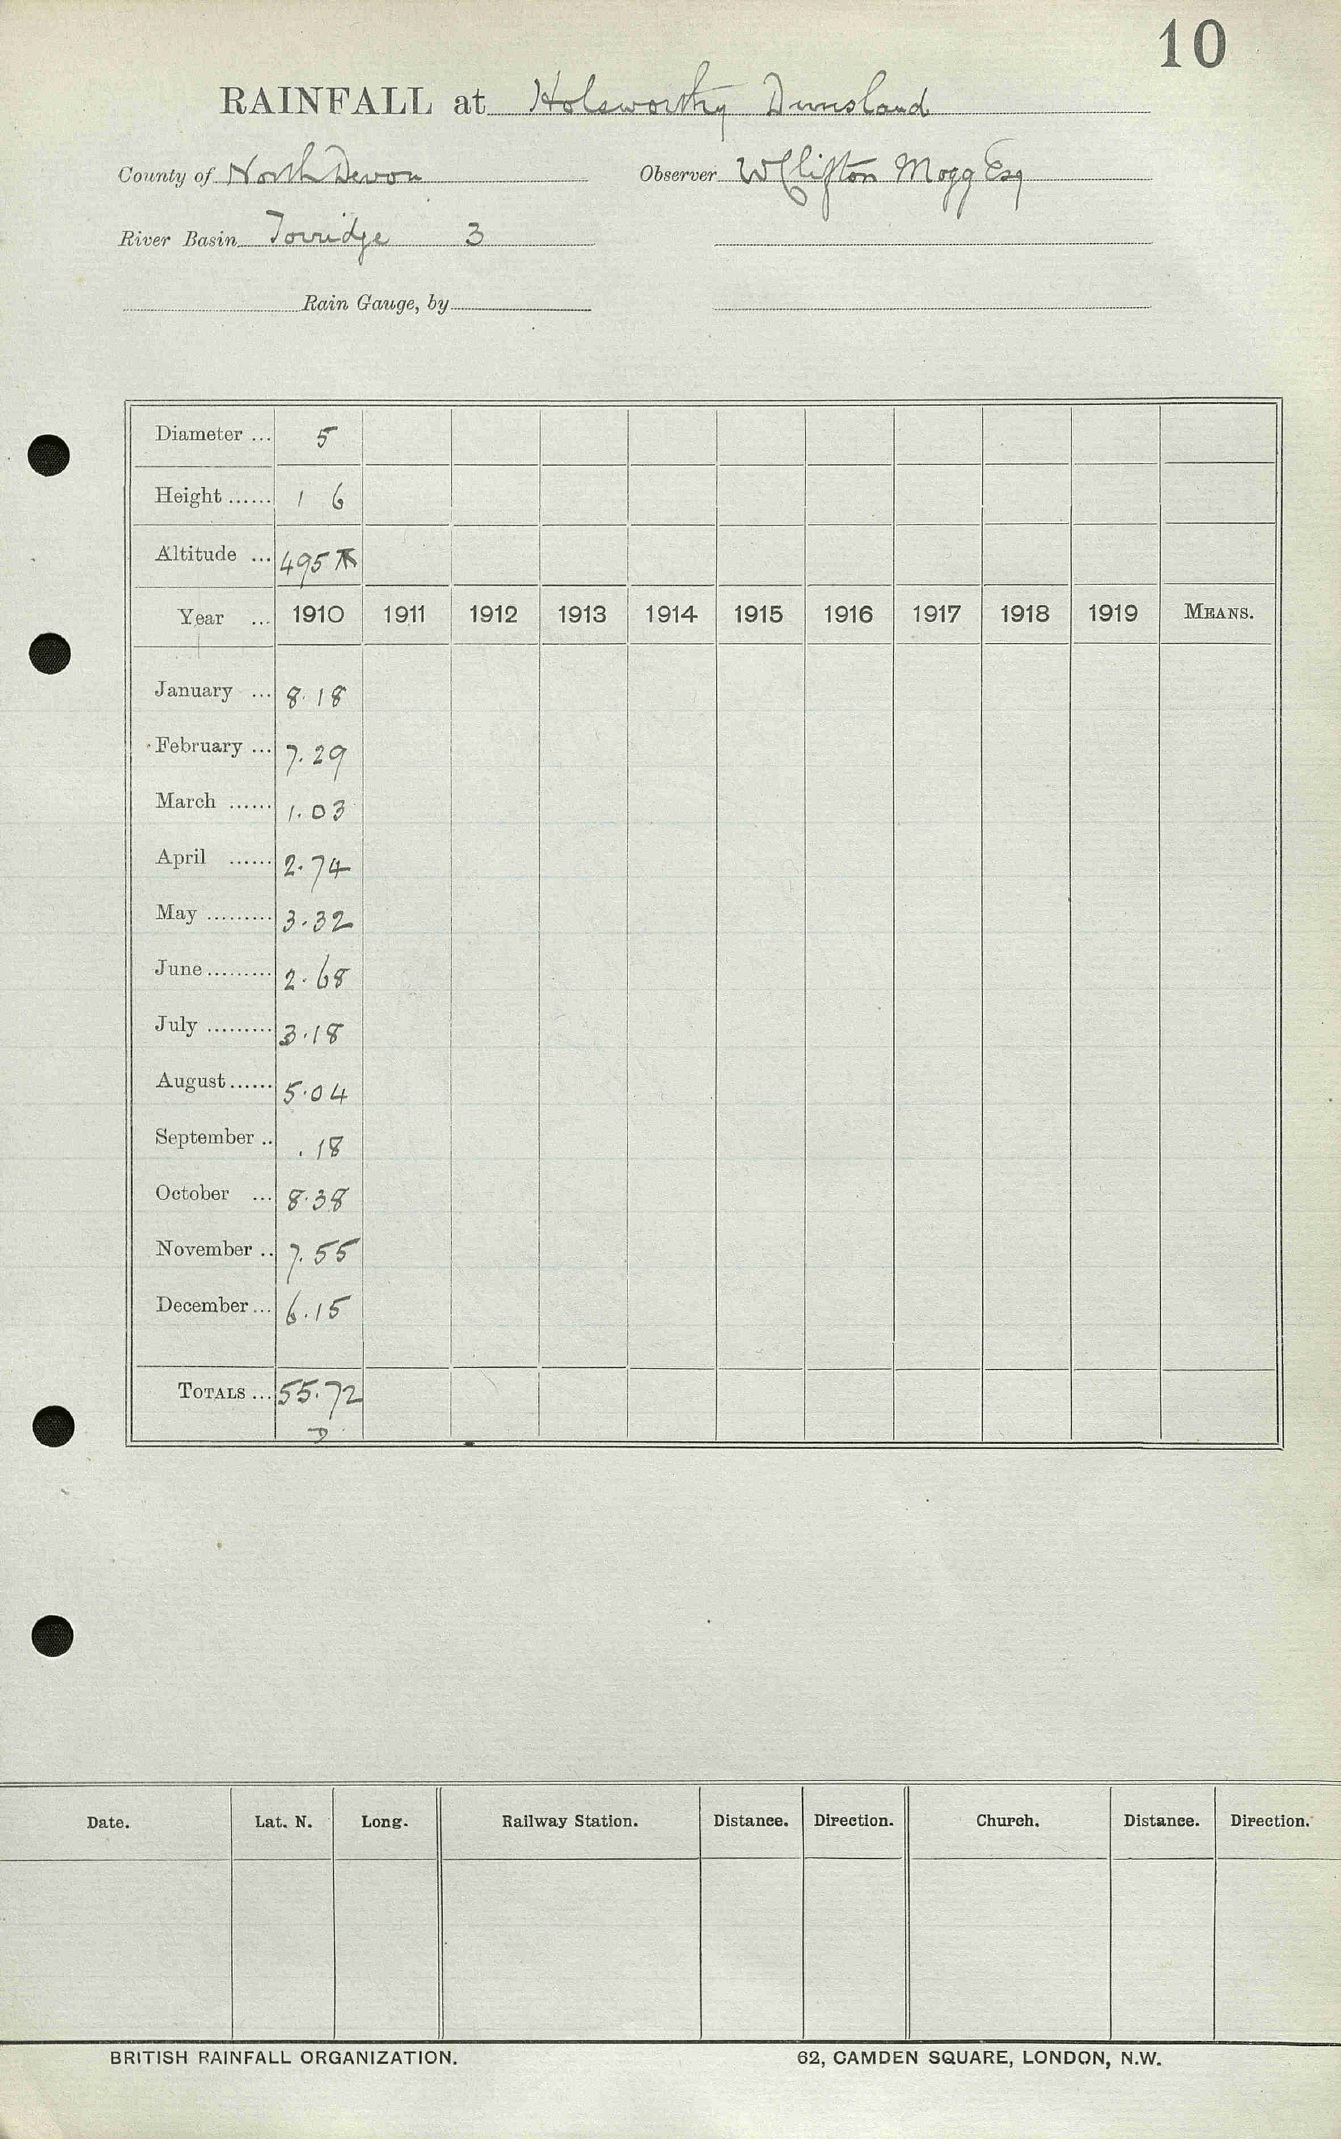 10
RAINFALL at Holsworthy Dunsland
County of North Devon Observer W Clifton Mogg Esq
River Basin Torridge 3
Rain Gauge, by
Diameter ... 5
Height ...... 1 6
Altitude ... 495
Year ... 1910 1911 1912 1913 1914 1915 1916 1917 1918 1919 MEANS.
January ... 8.18
February ... 7.29
March ...... 1.03
April ...... 2.74
May ......... 3.32
June ......... 2.68
July ......... 3.18
August ...... 5.04
September .. .18
October ... 8.38
November .. 7.55
December ... 6.15
TOTALS ... 55.72
D
Date. Lat. N. Long. Railway Station. Distance. Direction. Church. Distance. Direction.
BRITISH RAINFALL ORGANIZATION. 62, CAMDEN SQUARE, LONDON, N.W.